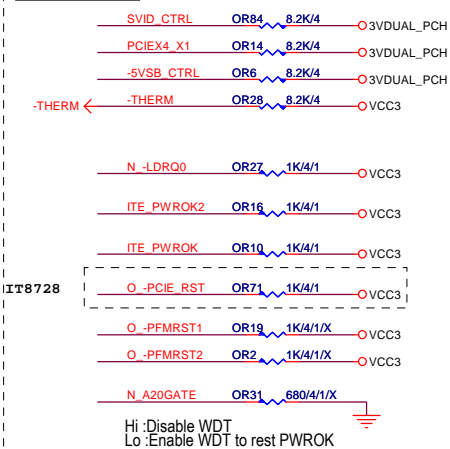 SVID_CTRL OR84 8.2K/4 3VDUAL_PCH
PCIEX4_X1 OR14 8.2K/4 3VDUAL_PCH
-5VSB_CTRL OR6 8.2K/4 3VDUAL_PCH
-THERM -THERM OR28 8.2K/4 VCC3
N_-LDRQ0 OR27 1K/4/1 VCC3
ITE_PWROK2 OR16 1K/4/1 VCC3
ITE_PWROK OR10 1K/4/1 VCC3
IT8728 O_-PCIE_RST OR71 1K/4/1 VCC3
O_-PFMRST1 OR19 1K/4/1/X VCC3
O_-PFMRST2 OR2 1K/4/1/X VCC3
N_A20GATE OR31 680/4/1/X
Hi :Disable WDT
Lo :Enable WDT to rest PWROK